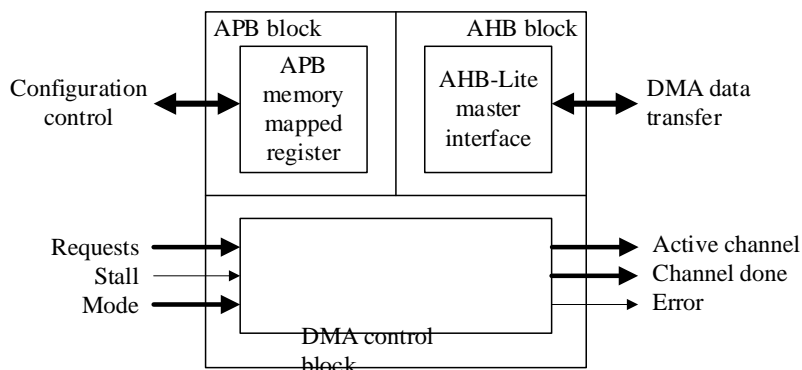 APB block
AHB block
APB
memory
mapped
register
AHB-Lite
master
interface
Configuration
control
DMA data
transfer
Requests
Stall
Mode
Active channel
Channel done
Error
DMA control
block